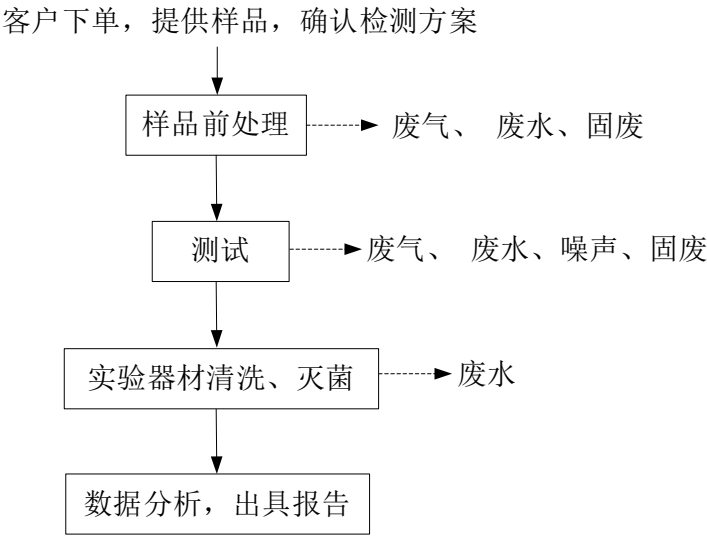 客户下单，提供样品，确认检测方案
样品前处理
废气、 废水、固废
测试
废气、 废水、噪声、固废
实验器材清洗、灭菌
废水
数据分析，出具报告